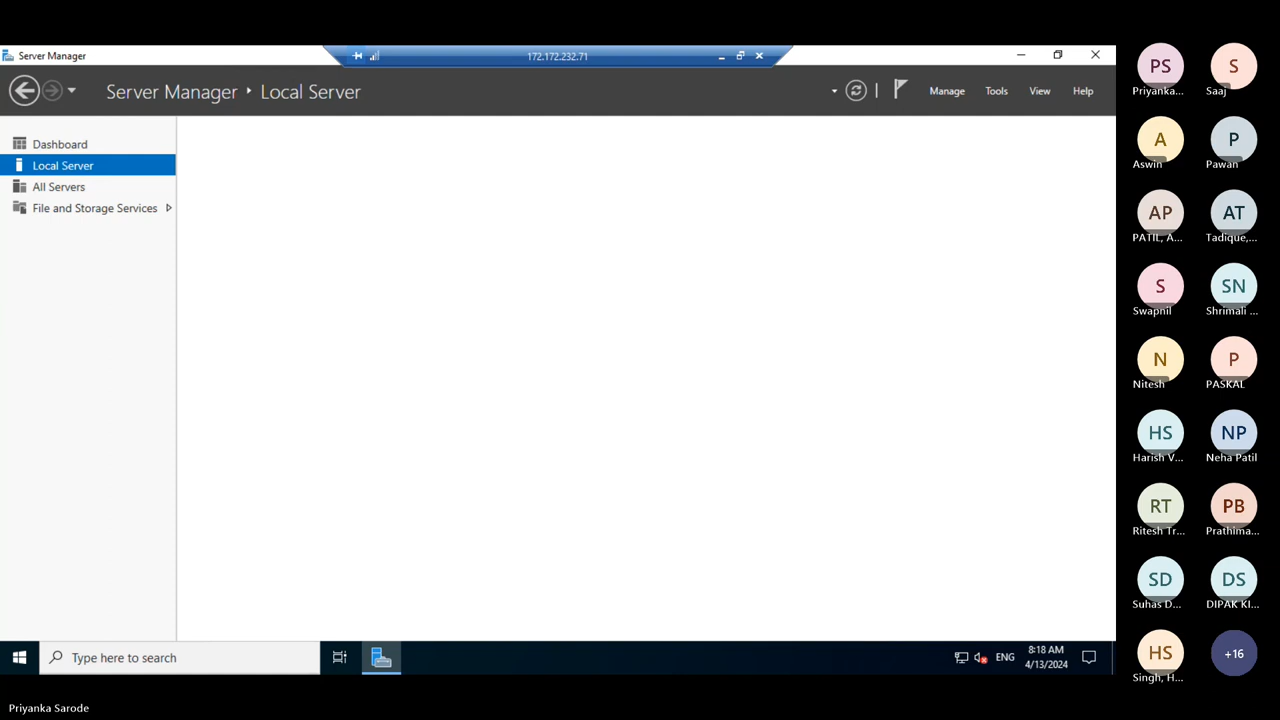 Server Manager
172.172.232.71
Server Manager
Local Server
Manage
Tools
View
Help
Dashboard
Local Server
All Servers
File and Storage Services
Type here to search
ENG
8:18 AM
4/13/2024
PS
Priyanka...
S
Saaj
A
Aswin
P
Pawan
AP
PATIL, A...
AT
Tadique,...
S
Swapnil
SN
Shrimali ...
N
Nitesh
P
PASKAL
HS
Harish V...
NP
Neha Patil
RT
Ritesh Tr...
PB
Prathima...
SD
Suhas D...
DS
DIPAK KI...
HS
Singh, H...
+16
Priyanka Sarode